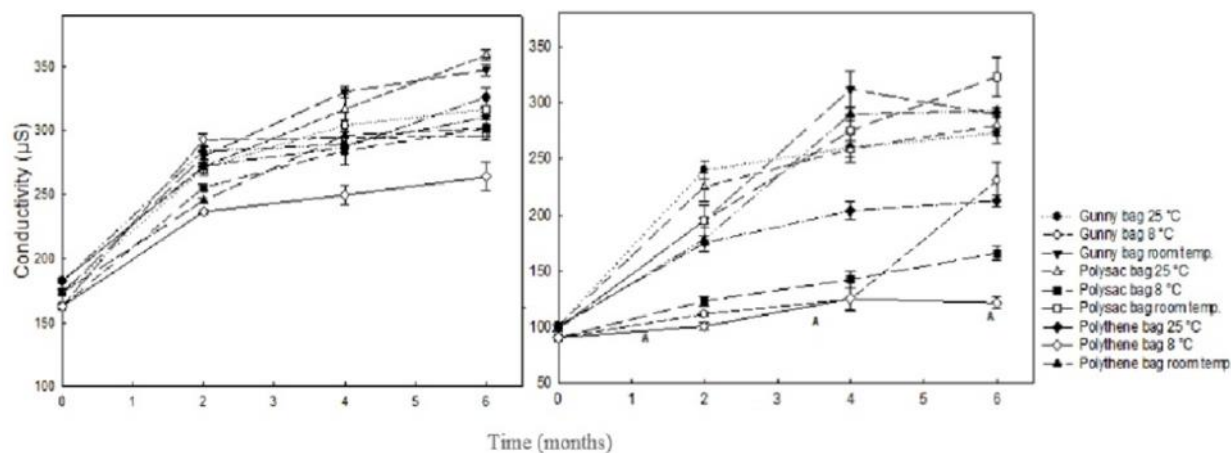 Conductivity (µS)
350
300
250
200
150
100
0 1 2 3 4 5 6
350
300
250
200
150
100
50
0 1 2 3 4 5 6
A
A
A
Time (months)
Gunny bag 25 °C
Gunny bag 8 °C
Gunny bag room temp.
Polysac bag 25 °C
Polysac bag 8 °C
Polysac bag room temp.
Polythene bag 25 °C
Polythene bag 8 °C
Polythene bag room temp